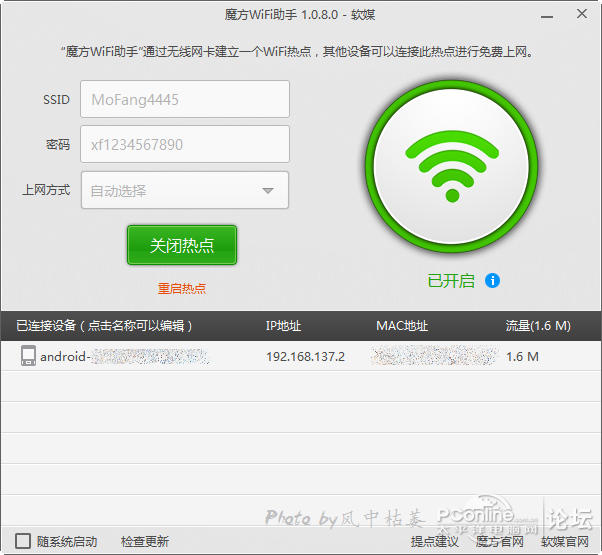 魔方WiFi助手 1.0.8.0 - 软媒
“魔方WiFi助手”通过无线网卡建立一个WiFi热点，其他设备可以连接此热点进行免费上网。
SSID MoFang4445
密码 xf1234567890
上网方式 自动选择
关闭热点
重启热点
已开启
已连接设备（点击名称可以编辑） IP地址 MAC地址 流量(1.6 M)
android- 192.168.137.2 1.6 M
Photo by风中枯萎
PConline.com.cn
太平洋电脑网 论坛
随系统启动 检查更新 提点建议 魔方官网 软媒官网